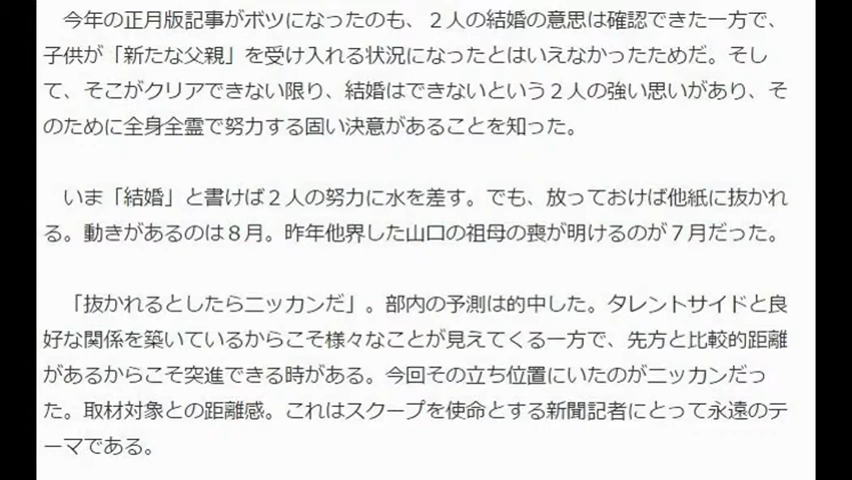 今年の正月版記事がボツになったのも、２人の結婚の意思は確認できた一方で、
子供が「新たな父親」を受け入れる状況になったとはいえなかったためだ。そし
て、そこがクリアできない限り、結婚はできないという２人の強い思いがあり、そ
のために全身全霊で努力する固い決意があることを知った。
いま「結婚」と書けば２人の努力に水を差す。でも、放っておけば他紙に抜かれ
る。動きがあるのは８月。昨年他界した山口の祖母の喪が明けるのが７月だった。
「抜かれるとしたらニッカンだ」。部内の予測は的中した。タレントサイドと良
好な関係を築いているからこそ様々なことが見えてくる一方で、先方と比較的距離
があるからこそ突進できる時がある。今回その立ち位置にいたのがニッカンだっ
た。取材対象との距離感。これはスクープを使命とする新聞記者にとって永遠のテ
ーマである。